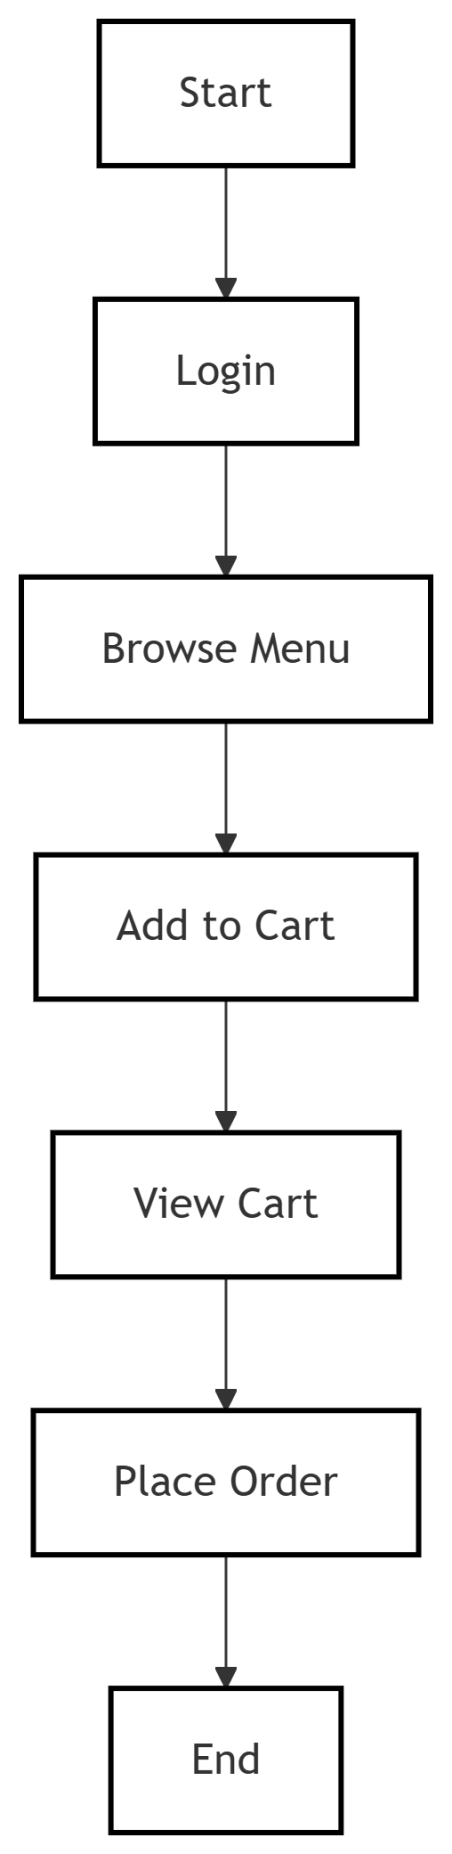 Start
Login
Browse Menu
Add to Cart
View Cart
Place Order
End